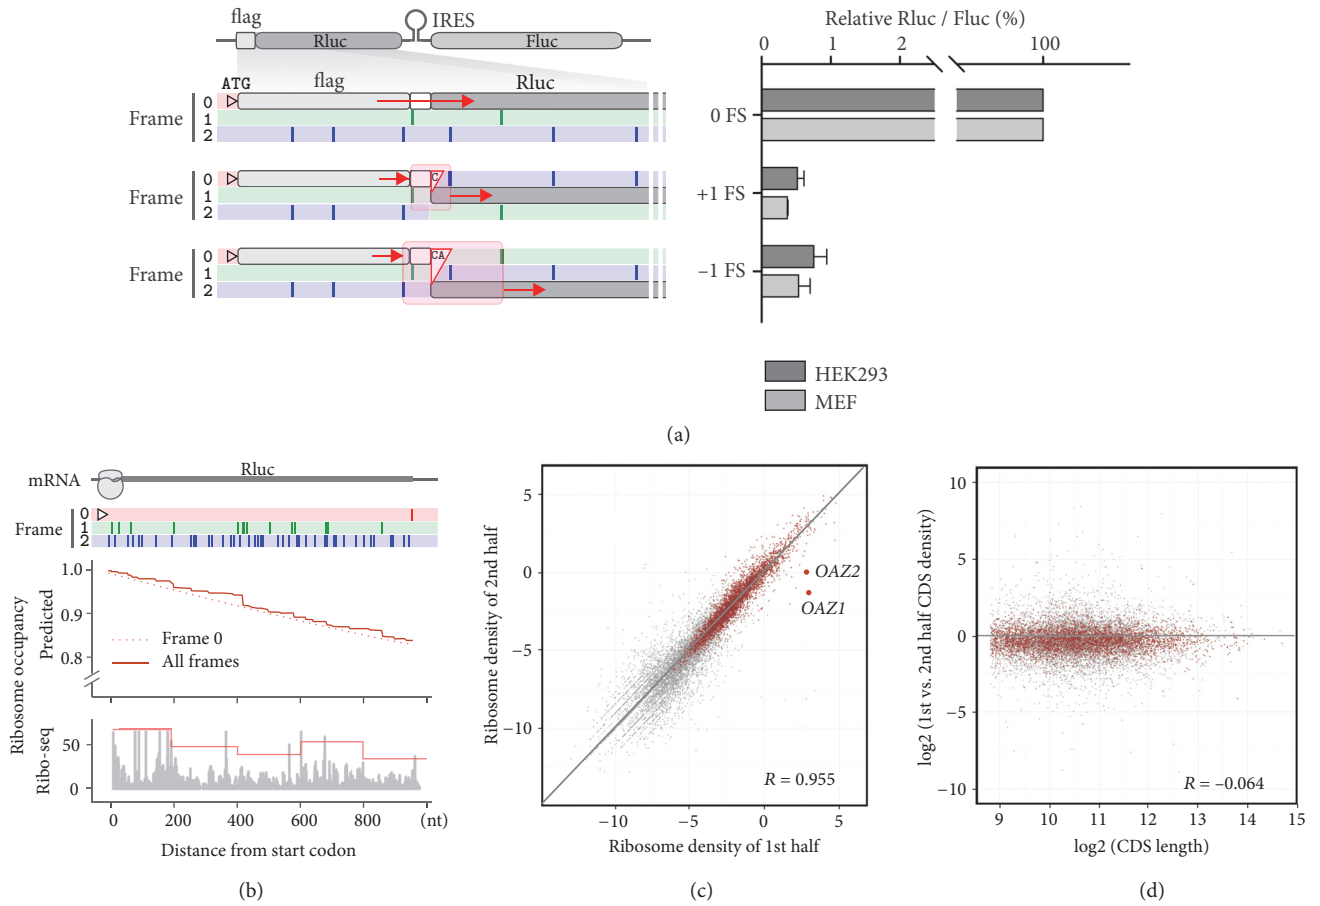 flag
IRES
Rluc
Fluc
ATG
flag
Rluc
Frame
0
1
2
Frame
0
C
1
2
Frame
0
CA
1
2
Relative Rluc / Fluc (%)
0 1 2 100
0 FS
+1 FS
−1 FS
HEK293
MEF
(a)
mRNA
Rluc
Frame
0
1
2
Ribosome occupancy
Predicted
1.0
0.9
0.8
Frame 0
All frames
Ribo-seq
50
0
0 200 400 600 800 (nt)
Distance from start codon
(b)
Ribosome density of 2nd half
5
0
−5
−10
OAZ2
OAZ1
R = 0.955
−10 −5 0 5
Ribosome density of 1st half
(c)
log2 (1st vs. 2nd half CDS density)
10
5
0
−5
−10
R = −0.064
9 10 11 12 13 14 15
log2 (CDS length)
(d)